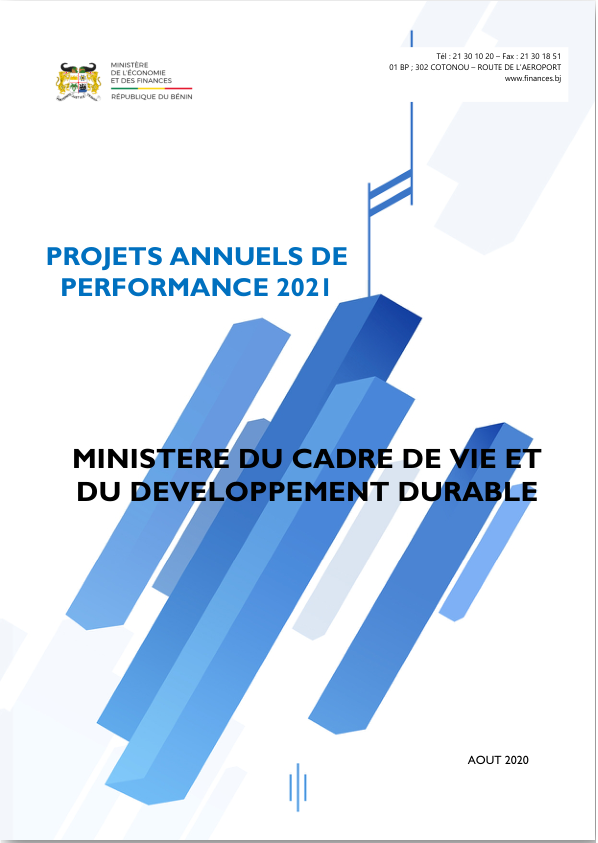 MINISTÈRE
DE L'ÉCONOMIE
ET DES FINANCES
RÉPUBLIQUE DU BÉNIN
Tél : 21 30 10 20 – Fax : 21 30 18 51
01 BP ; 302 COTONOU – ROUTE DE L'AEROPORT
www.finances.bj
PROJETS ANNUELS DE
PERFORMANCE 2021
MINISTERE DU CADRE DE VIE ET
DU DEVELOPPEMENT DURABLE
AOUT 2020